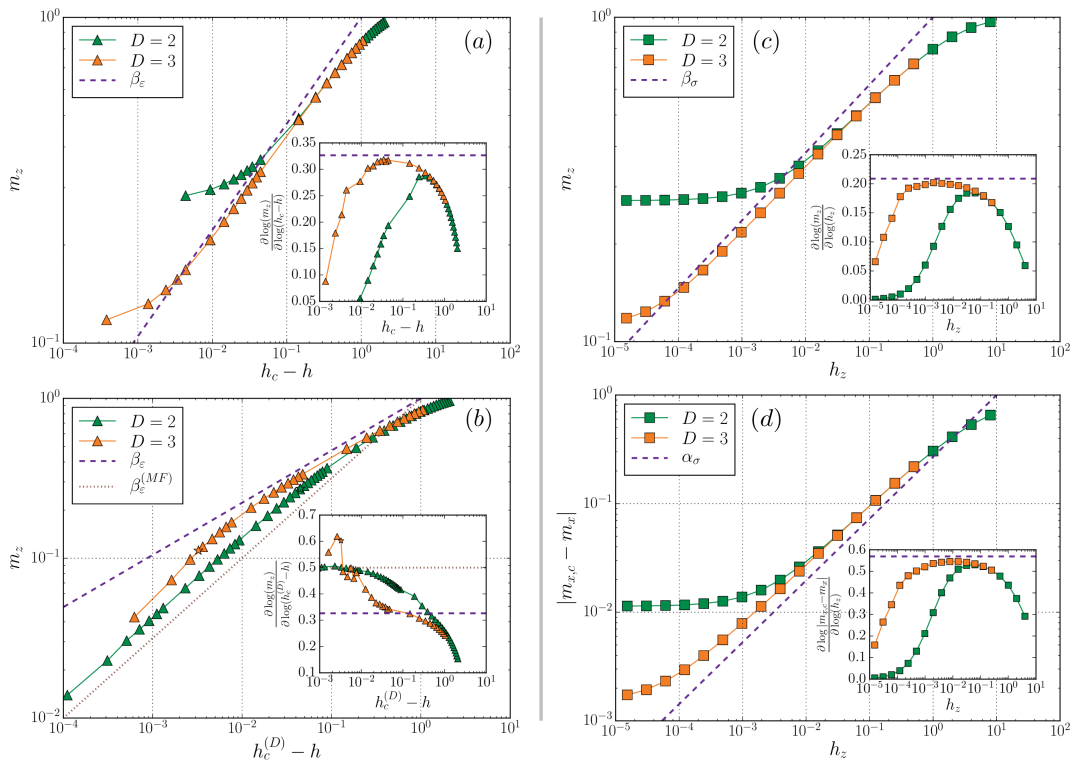 (a)
D = 2
D = 3
β_ε
10^0
10^{-1}
m_z
10^{-4} 10^{-3} 10^{-2} 10^{-1} 10^0 10^1 10^2
h_c − h
0.35
0.30
0.25
0.20
0.15
0.10
0.05
∂ log(m_z)
∂ log(h_c−h)
10^{-3} 10^{-2} 10^{-1} 10^0 10^1
h_c − h
(b)
D = 2
D = 3
β_ε
β_ε^{(MF)}
10^0
10^{-1}
10^{-2}
m_z
10^{-4} 10^{-3} 10^{-2} 10^{-1} 10^0 10^1
h_c^{(D)} − h
0.7
0.6
0.5
0.4
0.3
0.2
0.1
∂ log(m_z)
∂ log(h_c^{(D)}−h)
10^{-3} 10^{-2} 10^{-1} 10^0 10^1
h_c^{(D)} − h
(c)
D = 2
D = 3
β_σ
10^0
10^{-1}
m_z
10^{-5} 10^{-4} 10^{-3} 10^{-2} 10^{-1} 10^0 10^1 10^2
h_z
0.25
0.20
0.15
0.10
0.05
0.00
∂ log(m_z)
∂ log(h_z)
10^{-5} 10^{-4} 10^{-3} 10^{-2} 10^{-1} 10^0 10^1
h_z
(d)
D = 2
D = 3
α_σ
10^0
10^{-1}
10^{-2}
10^{-3}
|m_{x,c} − m_x|
10^{-5} 10^{-4} 10^{-3} 10^{-2} 10^{-1} 10^0 10^1 10^2
h_z
0.6
0.5
0.4
0.3
0.2
0.1
0.0
∂ log |m_{x,c}−m_x|
∂ log(h_z)
10^{-5} 10^{-4} 10^{-3} 10^{-2} 10^{-1} 10^0 10^1
h_z